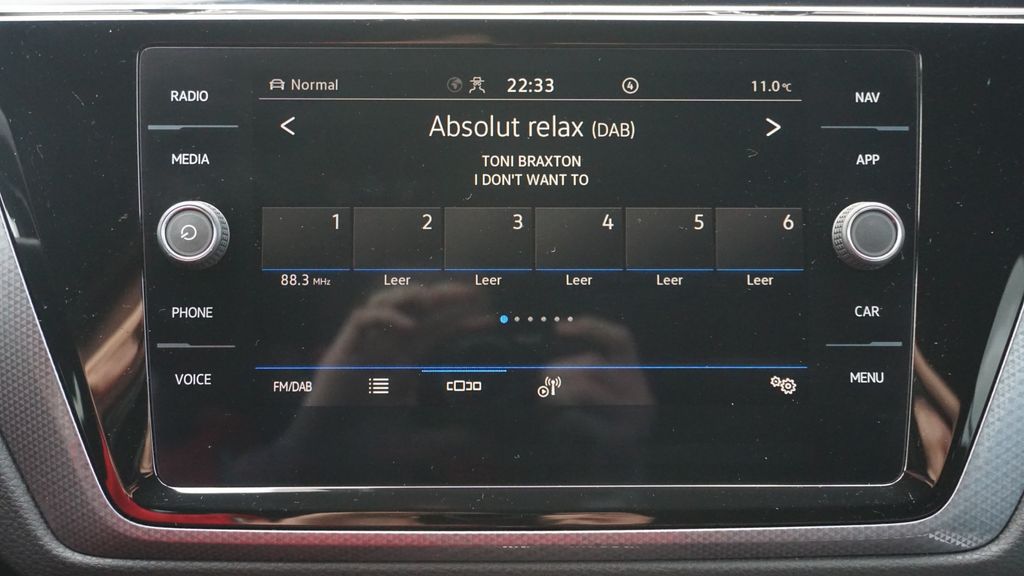 RADIO
MEDIA
PHONE
VOICE
Normal 22:33 4 11.0°C
Absolut relax (DAB)
TONI BRAXTON
I DON'T WANT TO
1 2 3 4 5 6
88.3 MHz Leer Leer Leer Leer Leer
FM/DAB
NAV
APP
CAR
MENU